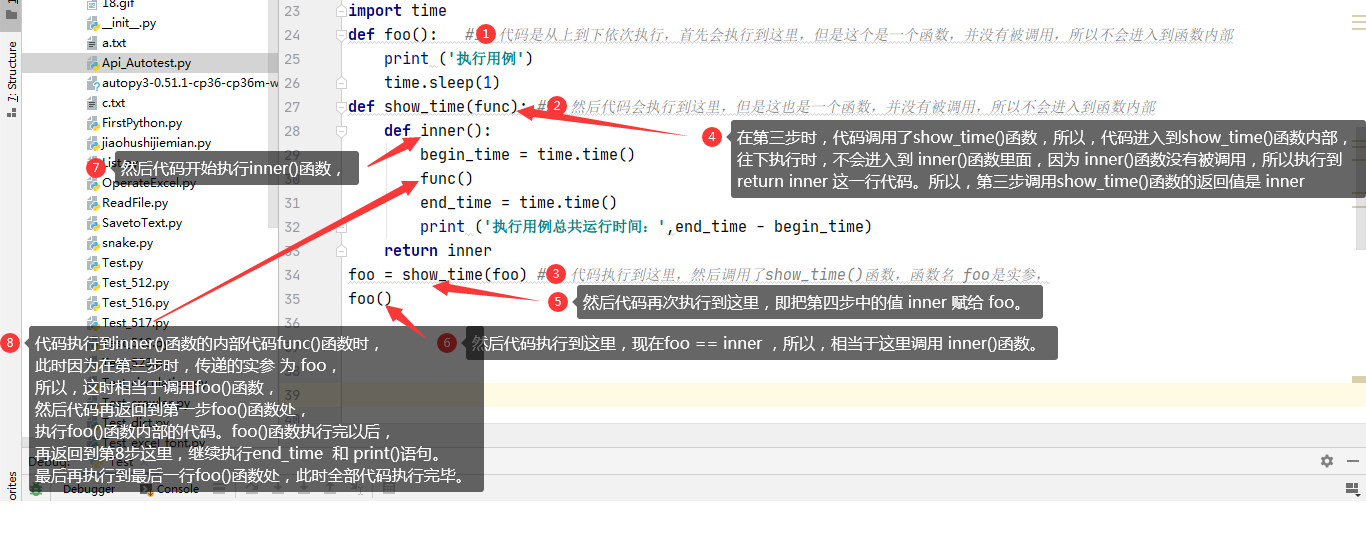 18.gif
__init__.py
a.txt
Api_Autotest.py
autopy3-0.51.1-cp36-cp36m-w
c.txt
FirstPython.py
jiaohushijiemian.py
List.py
OperateExcel.py
ReadFile.py
SavetoText.py
snake.py
Test.py
Test_512.py
Test_516.py
Test_517.py
Test_dict.py
Test_excel_font.py
7: Structure
orites
23 import time
24 def foo(): # 1 代码是从上到下依次执行，首先会执行到这里，但是这个是一个函数，并没有被调用，所以不会进入到函数内部
25 print ('执行用例')
26 time.sleep(1)
27 def show_time(func): # 2 然后代码会执行到这里，但是这也是一个函数，并没有被调用，所以不会进入到函数内部
28 def inner():
29 begin_time = time.time()
30 func()
31 end_time = time.time()
32 print ('执行用例总共运行时间：',end_time - begin_time)
33 return inner
34 foo = show_time(foo) # 3 代码执行到这里，然后调用了show_time()函数，函数名 foo是实参，
35 foo()
36
38
39
4 在第三步时，代码调用了show_time()函数，所以，代码进入到show_time()函数内部，
往下执行时，不会进入到 inner()函数里面，因为 inner()函数没有被调用，所以执行到
return inner 这一行代码。所以，第三步调用show_time()函数的返回值是 inner
7 然后代码开始执行inner()函数，
5 然后代码再次执行到这里，即把第四步中的值 inner 赋给 foo。
6 然后代码执行到这里，现在foo == inner ，所以，相当于这里调用 inner()函数。
8 代码执行到inner()函数的内部代码func()函数时，
此时因为在第三步时，传递的实参 为 foo，
所以，这时相当于调用foo()函数，
然后代码再返回到第一步foo()函数处，
执行foo()函数内部的代码。foo()函数执行完以后，
再返回到第8步这里，继续执行end_time 和 print()语句。
最后再执行到最后一行foo()函数处，此时全部代码执行完毕。
Debug: Test
Debugger Console